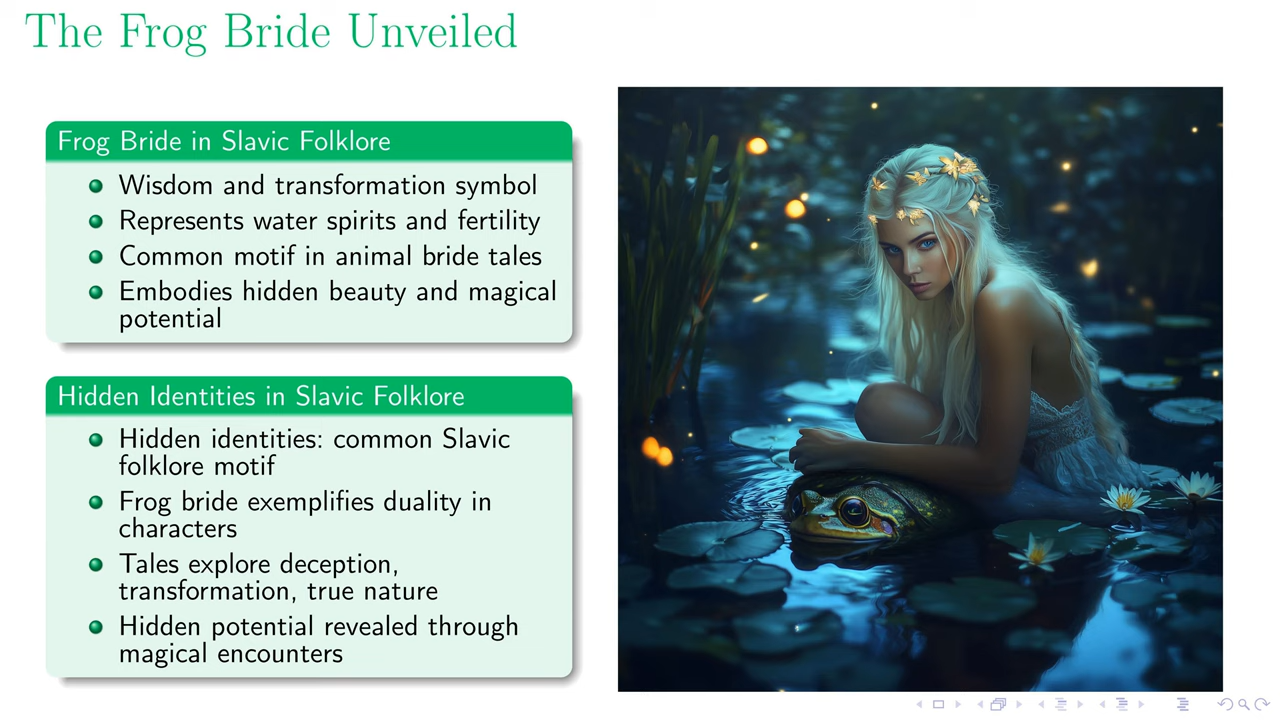 The Frog Bride Unveiled
Frog Bride in Slavic Folklore
Wisdom and transformation symbol
Represents water spirits and fertility
Common motif in animal bride tales
Embodies hidden beauty and magical
potential
Hidden Identities in Slavic Folklore
Hidden identities: common Slavic
folklore motif
Frog bride exemplifies duality in
characters
Tales explore deception,
transformation, true nature
Hidden potential revealed through
magical encounters